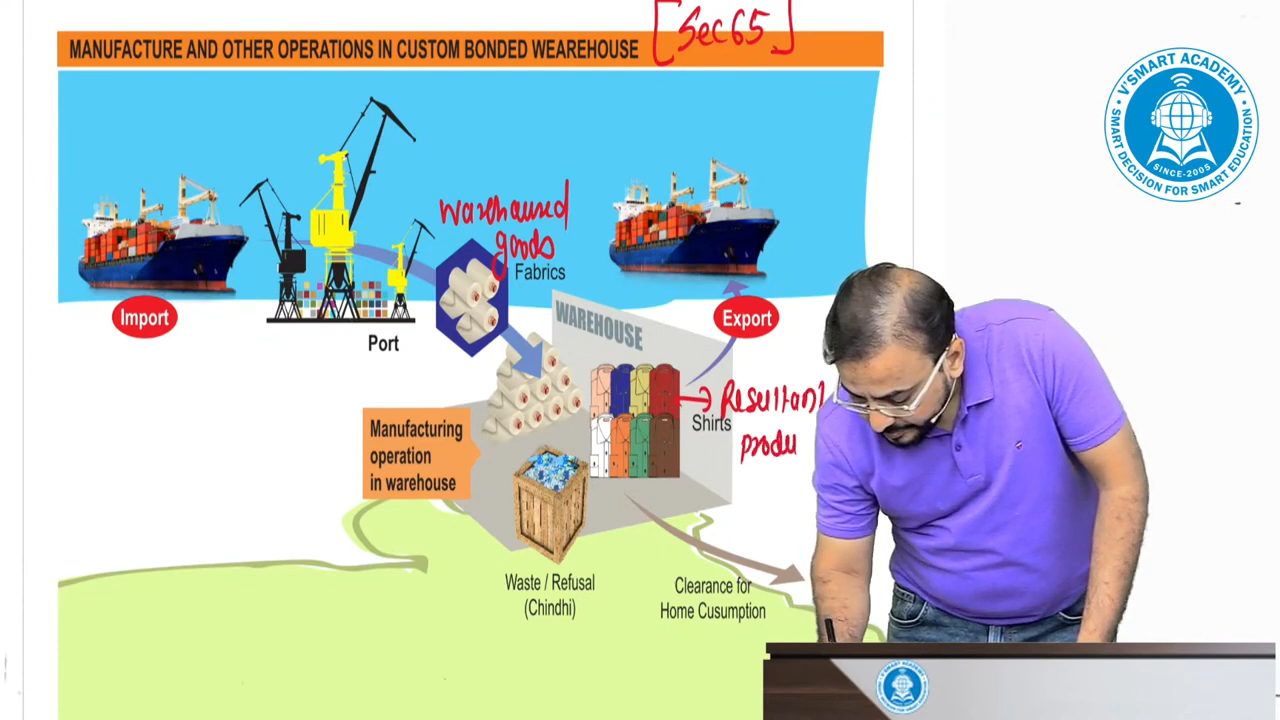 [Sec 65]
MANUFACTURE AND OTHER OPERATIONS IN CUSTOM BONDED WEAREHOUSE
V'SMART ACADEMY
SINCE-2005
SMART DECISION FOR SMART EDUCATION
Warehoused
goods
Fabrics
Import
Port
WAREHOUSE
Export
Resultant
produ
Shirts
Manufacturing
operation
in warehouse
Waste / Refusal
(Chindhi)
Clearance for
Home Cusumption